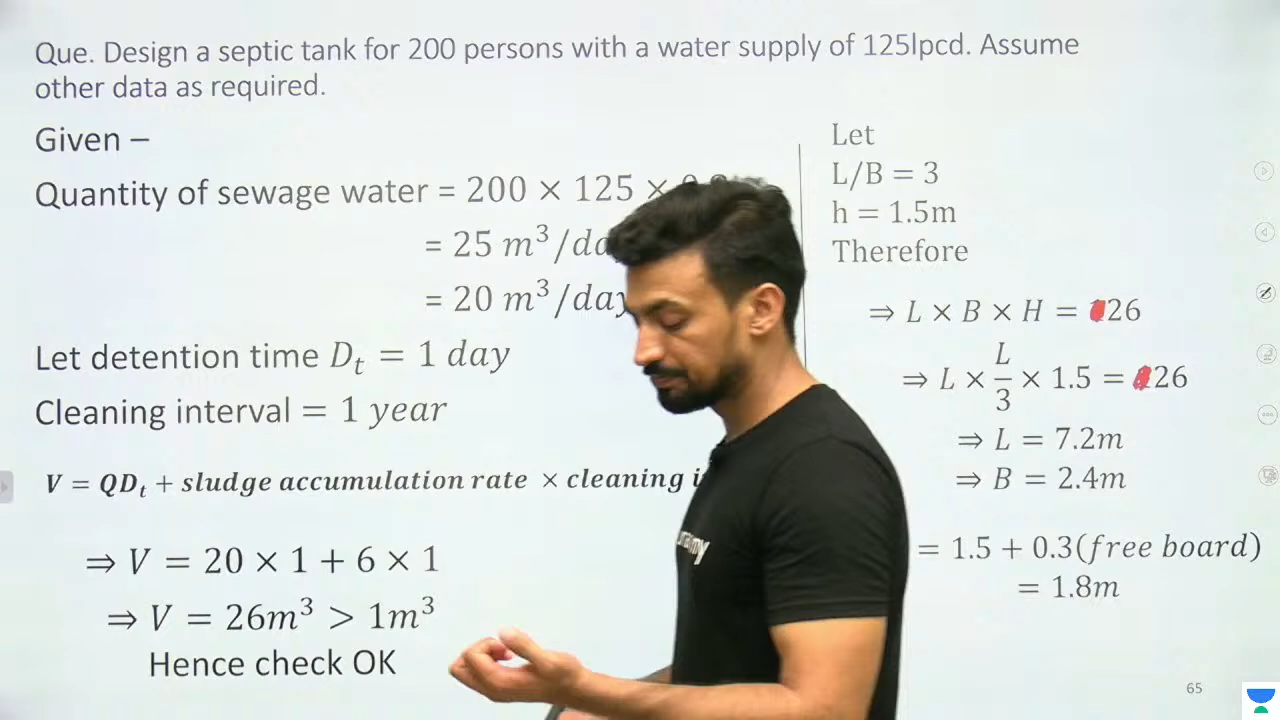 Que. Design a septic tank for 200 persons with a water supply of 125lpcd. Assume
other data as required.
Given –
Quantity of sewage water = 200 × 125 ×
= 25 m³/da
= 20 m³/day
Let detention time Dₜ = 1 day
Cleaning interval = 1 year
V = QDₜ + sludge accumulation rate × cleaning
⇒ V = 20 × 1 + 6 × 1
⇒ V = 26m³ > 1m³
Hence check OK
Let
L/B = 3
h = 1.5m
Therefore
⇒ L × B × H = 26
⇒ L × L/3 × 1.5 = 26
⇒ L = 7.2m
⇒ B = 2.4m
= 1.5 + 0.3(free board)
= 1.8m
65